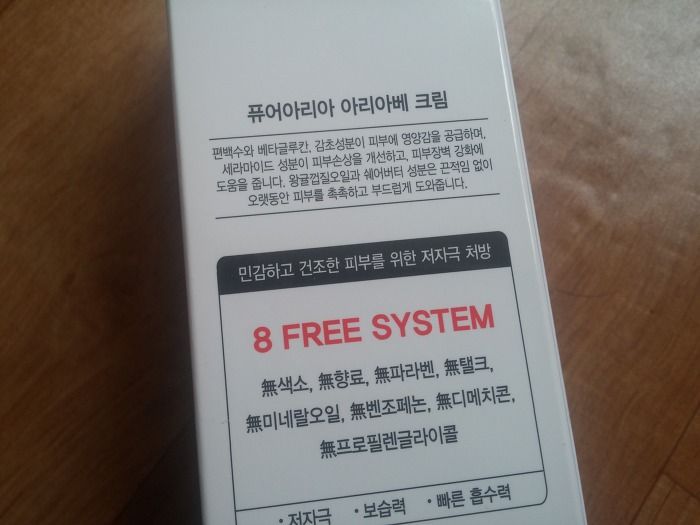 퓨어아리아 아리아베 크림
편백수와 베타글루칸, 감초성분이 피부에 영양감을 공급하며,
세라마이드 성분이 피부손상을 개선하고, 피부장벽 강화에
도움을 줍니다. 왕귤껍질오일과 쉐어버터 성분은 끈적임 없이
오랫동안 피부를 촉촉하고 부드럽게 도와줍니다.
민감하고 건조한 피부를 위한 저자극 처방
8 FREE SYSTEM
無색소, 無향료, 無파라벤, 無탤크,
無미네랄오일, 無벤조페논, 無디메치콘,
無프로필렌글라이콜
· 저자극 · 보습력 · 빠른 흡수력